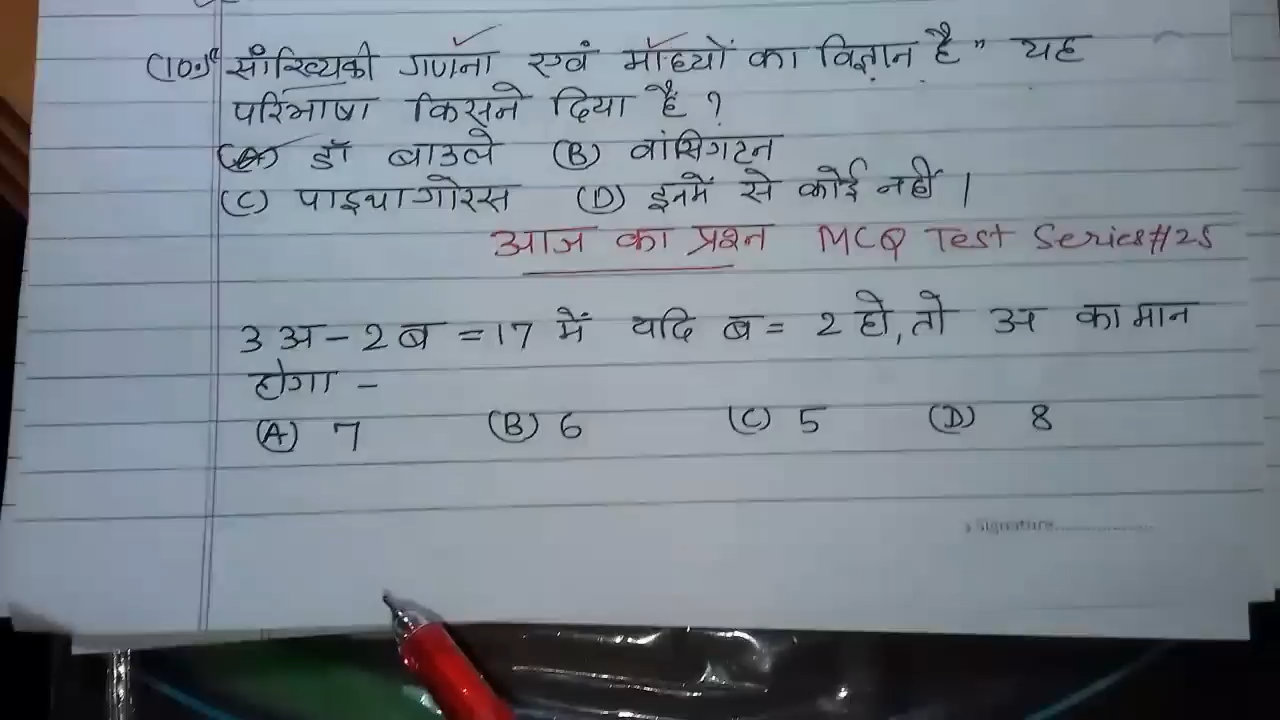 (10) "सांख्यिकी गणना एवं माध्यों का विज्ञान है" यह
परिभाषा किसने दिया है ?
(A) डॉ बाउले (B) वांसिगटन
(C) पाइथागोरस (D) इनमें से कोई नहीं ।
आज का प्रश्न MCQ Test Series#25
3 अ - 2 ब = 17 में यदि ब = 2 हो, तो अ का मान
होगा -
(A) 7 (B) 6 (C) 5 (D) 8
Signature..................